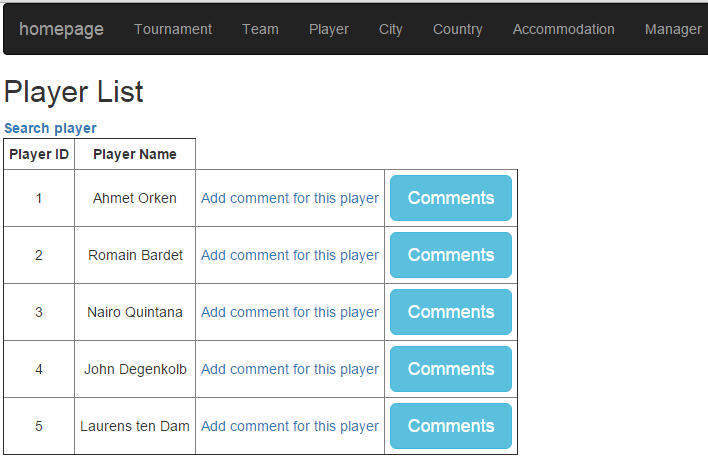 homepage Tournament Team Player City Country Accommodation Manager
Player List
Search player
Player ID Player Name
1 Ahmet Orken Add comment for this player Comments
2 Romain Bardet Add comment for this player Comments
3 Nairo Quintana Add comment for this player Comments
4 John Degenkolb Add comment for this player Comments
5 Laurens ten Dam Add comment for this player Comments